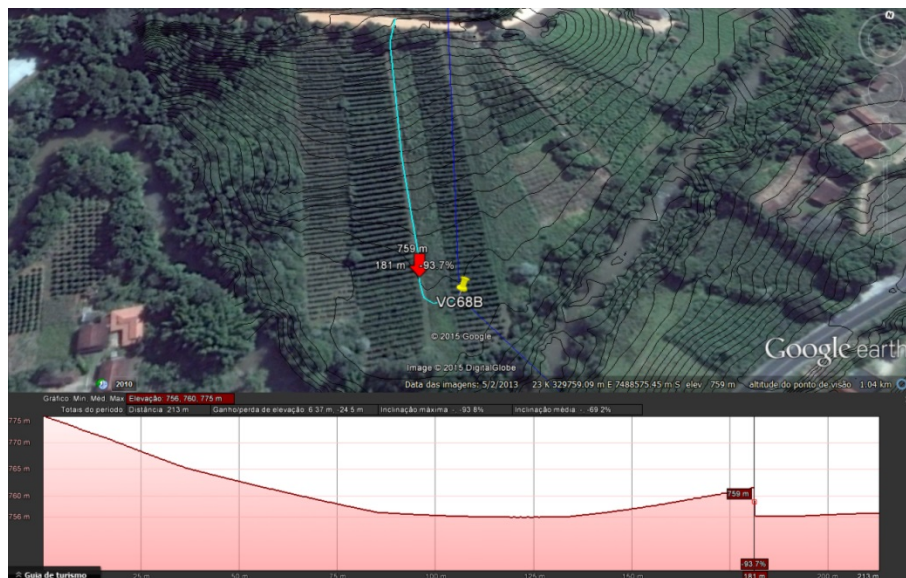 N
759 m
181 m -93.7%
VC68B
© 2015 Google
Image © 2015 DigitalGlobe
Google earth
2010
Data das imagens: 5/2/2013 23 K 329759.09 m E 7488575.45 m S elev 759 m altitude do ponto de visão 1.04 km
Gráfico Min. Méd. Max Elevação: 756, 760, 775 m
Totais do período Distância: 213 m Ganho/perda de elevação: 6.37 m, -24.5 m Inclinação máxima - -93.8% Inclinação média - -69.2%
775 m
770 m
765 m
760 m
759 m
756 m
-93.7%
Guia de turismo 25 m 50 m 75 m 100 m 125 m 150 m 181 m 200 m 213 m